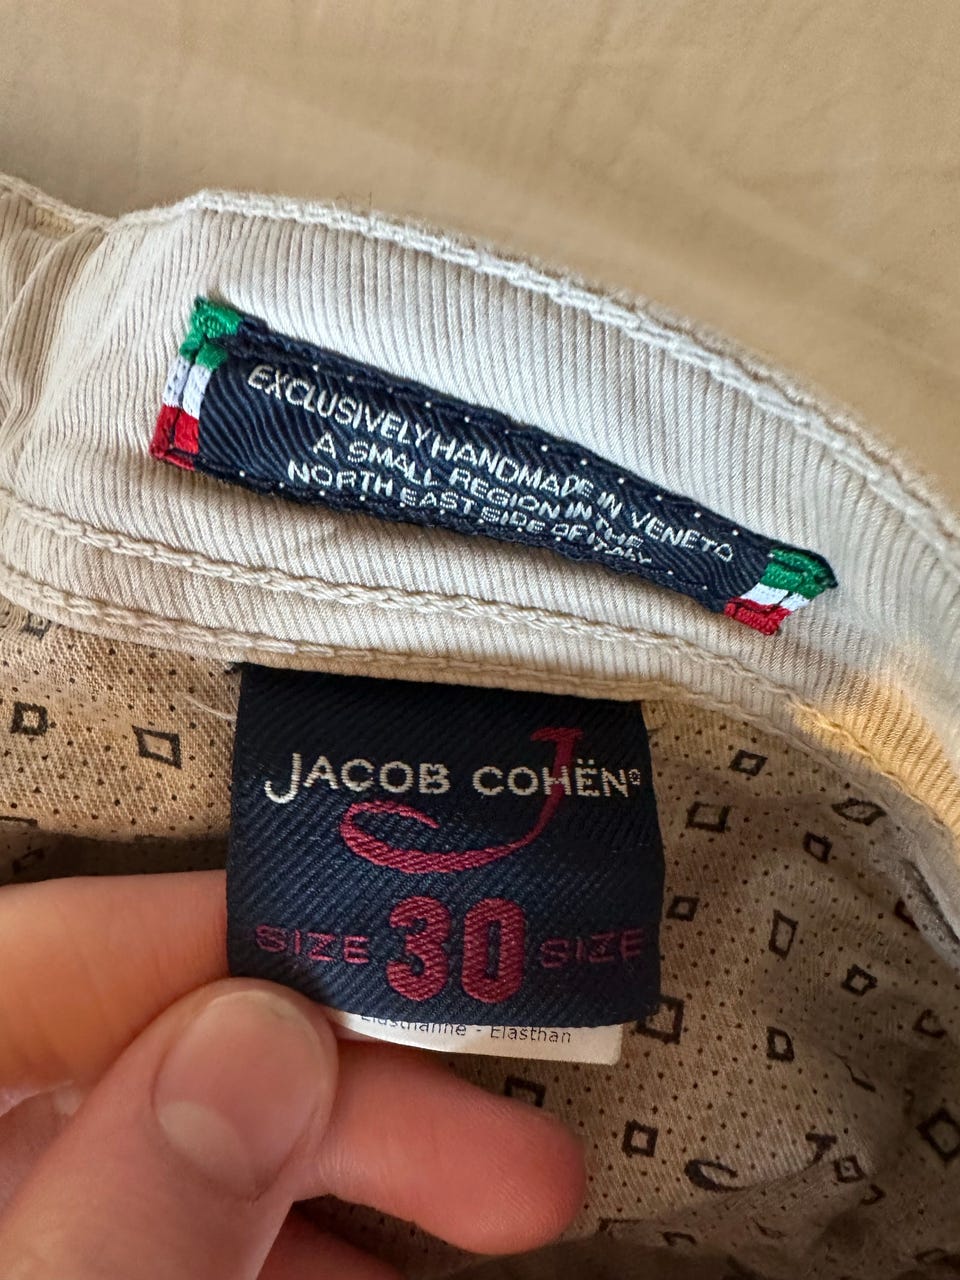 EXCLUSIVELY HANDMADE IN VENETO
A SMALL REGION IN THE
NORTH EAST SIDE OF ITALY
JACOB COHËN®
J
SIZE 30 SIZE
Elasthanne - Elasthan
J